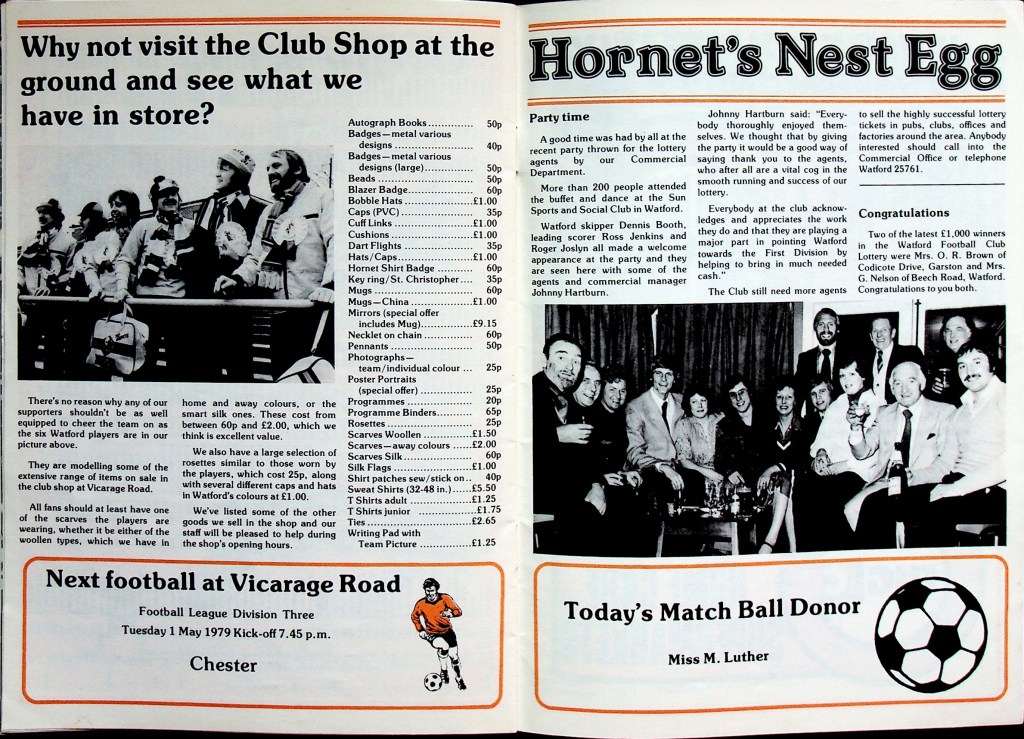 Why not visit the Club Shop at the
ground and see what we
have in store?
There's no reason why any of our
supporters shouldn't be as well
equipped to cheer the team on as
the six Watford players are in our
picture above.
They are modelling some of the
extensive range of items on sale in
the club shop at Vicarage Road.
All fans should at least have one
of the scarves the players are
wearing, whether it be either of the
woollen types, which we have in
home and away colours, or the
smart silk ones. These cost from
between 60p and £2.00, which we
think is excellent value.
We also have a large selection of
rosettes similar to those worn by
the players, which cost 25p, along
with several different caps and hats
in Watford's colours at £1.00.
We've listed some of the other
goods we sell in the shop and our
staff will be pleased to help during
the shop's opening hours.
Autograph Books.............. 50p
Badges—metal various
designs ...................... 40p
Badges—metal various
designs (large)............... 50p
Beads ........................ 50p
Blazer Badge.................. 60p
Bobble Hats ..................£1.00
Caps (PVC) ................... 35p
Cuff Links ...................£1.00
Cushions .....................£1.00
Dart Flights ................. 35p
Hats/Caps.....................£1.00
Hornet Shirt Badge ........... 60p
Key ring/St. Christopher.... 35p
Mugs ......................... 60p
Mugs—China ...................£1.00
Mirrors (special offer
includes Mug).................£9.15
Necklet on chain ............. 60p
Pennants ..................... 50p
Photographs—
team/individual colour ... 25p
Poster Portraits
(special offer) .............. 25p
Programmes ................... 20p
Programme Binders............. 65p
Rosettes ..................... 25p
Scarves Woollen ..............£1.50
Scarves—away colours ......£2.00
Scarves Silk ................. 60p
Silk Flags ...................£1.00
Shirt patches sew/stick on.. 40p
Sweat Shirts (32-48 in.)......£5.50
T Shirts adult ...............£1.25
T Shirts junior ..............£1.75
Ties .........................£2.65
Writing Pad with
Team Picture .................£1.25
Next football at Vicarage Road
Football League Division Three
Tuesday 1 May 1979 Kick-off 7.45 p.m.
Chester
Hornet's Nest Egg
Party time
A good time was had by all at the
recent party thrown for the lottery
agents by our Commercial
Department.
More than 200 people attended
the buffet and dance at the Sun
Sports and Social Club in Watford.
Watford skipper Dennis Booth,
leading scorer Ross Jenkins and
Roger Joslyn all made a welcome
appearance at the party and they
are seen here with some of the
agents and commercial manager
Johnny Hartburn.
Johnny Hartburn said: "Every-
body thoroughly enjoyed them-
selves. We thought that by giving
the party it would be a good way of
saying thank you to the agents,
who after all are a vital cog in the
smooth running and success of our
lottery.
Everybody at the club acknow-
ledges and appreciates the work
they do and that they are playing a
major part in pointing Watford
towards the First Division by
helping to bring in much needed
cash."
The Club still need more agents
to sell the highly successful lottery
tickets in pubs, clubs, offices and
factories around the area. Anybody
interested should call into the
Commercial Office or telephone
Watford 25761.
Congratulations
Two of the latest £1,000 winners
in the Watford Football Club
Lottery were Mrs. O. R. Brown of
Codicote Drive, Garston and Mrs.
G. Nelson of Beech Road, Watford.
Congratulations to you both.
Today's Match Ball Donor
Miss M. Luther